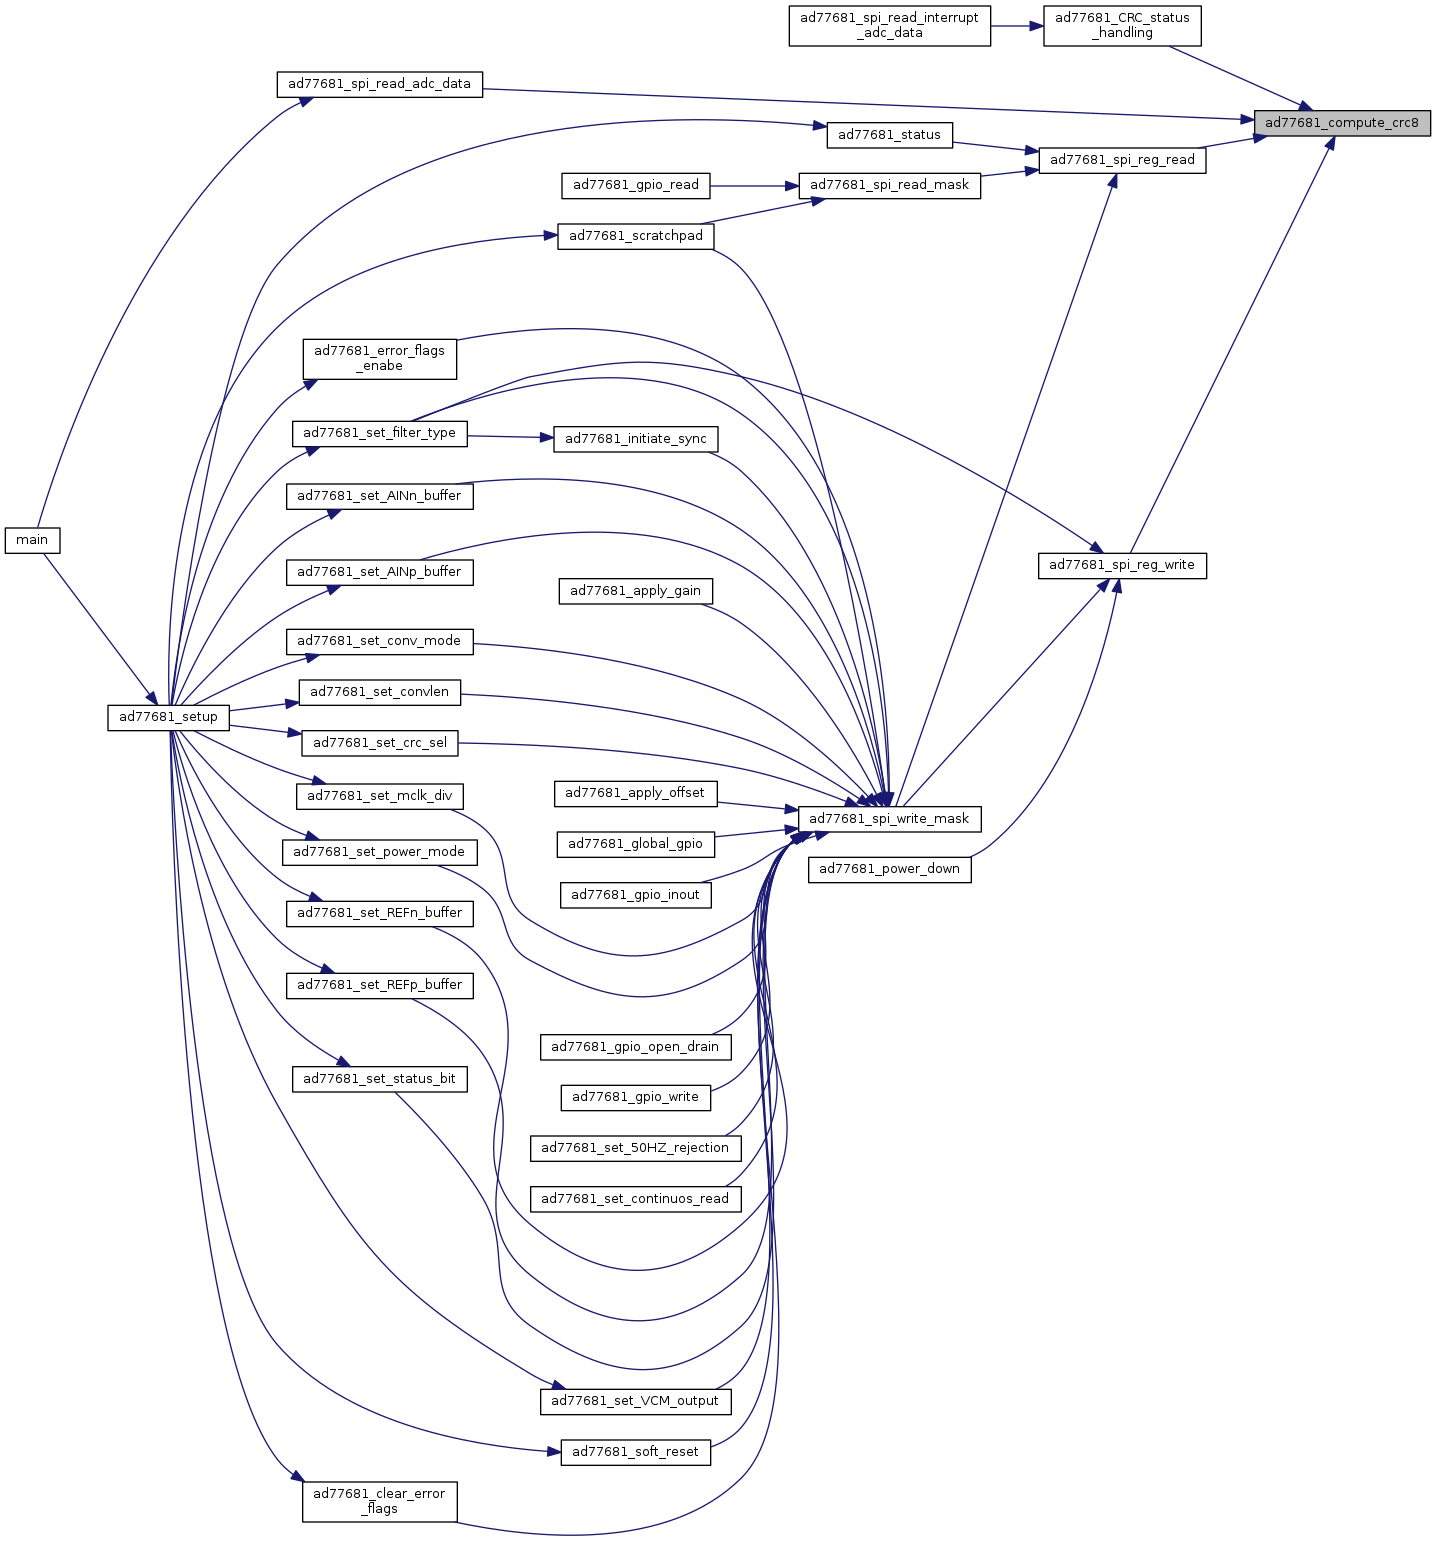 ad77681_spi_read_interrupt
_adc_data
ad77681_CRC_status
_handling
ad77681_spi_read_adc_data
ad77681_compute_crc8
ad77681_status
ad77681_spi_reg_read
ad77681_gpio_read
ad77681_spi_read_mask
ad77681_scratchpad
ad77681_error_flags
_enabe
ad77681_set_filter_type
ad77681_initiate_sync
ad77681_set_AINn_buffer
main
ad77681_spi_reg_write
ad77681_set_AINp_buffer
ad77681_apply_gain
ad77681_set_conv_mode
ad77681_set_convlen
ad77681_setup
ad77681_set_crc_sel
ad77681_set_mclk_div
ad77681_apply_offset
ad77681_spi_write_mask
ad77681_global_gpio
ad77681_set_power_mode
ad77681_power_down
ad77681_gpio_inout
ad77681_set_REFn_buffer
ad77681_set_REFp_buffer
ad77681_gpio_open_drain
ad77681_set_status_bit
ad77681_gpio_write
ad77681_set_50HZ_rejection
ad77681_set_continuos_read
ad77681_set_VCM_output
ad77681_soft_reset
ad77681_clear_error
_flags